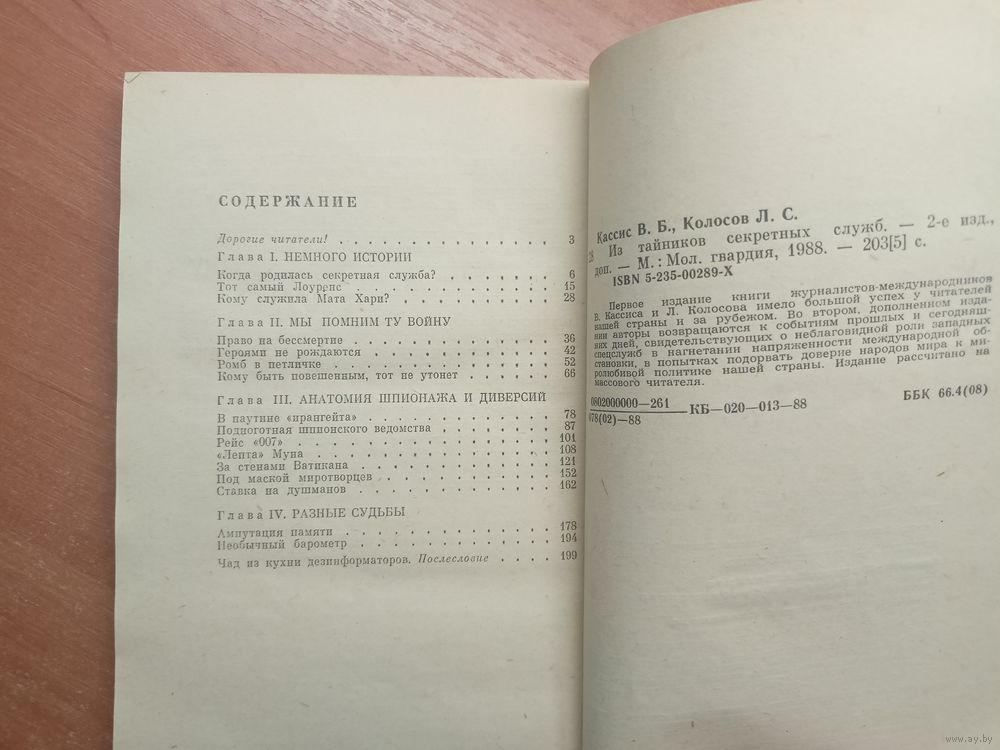 СОДЕРЖАНИЕ
Дорогие читатели! . . . . . . . . . . . 3
Глава I. НЕМНОГО ИСТОРИИ
Когда родилась секретная служба? . . . . . . 6
Тот самый Лоуренс . . . . . . . . . . . 15
Кому служила Мата Хари? . . . . . . . . 28
Глава II. МЫ ПОМНИМ ТУ ВОЙНУ
Право на бессмертие . . . . . . . . . . 36
Героями не рождаются . . . . . . . . . . 42
Ромб в петличке . . . . . . . . . . . . 52
Кому быть повешенным, тот не утонет . . . . . 66
Глава III. АНАТОМИЯ ШПИОНАЖА И ДИВЕРСИЙ
В паутине «ирангейта» . . . . . . . . . . 78
Подноготная шпионского ведомства . . . . . . 87
Рейс «007» . . . . . . . . . . . . . 101
«Лепта» Муна . . . . . . . . . . . . 108
За стенами Ватикана . . . . . . . . . . 121
Под маской миротворцев . . . . . . . . . 152
Ставка на душманов . . . . . . . . . . 162
Глава IV. РАЗНЫЕ СУДЬБЫ
Ампутация памяти . . . . . . . . . . . 178
Необычный барометр . . . . . . . . . . 194
Чад из кухни дезинформаторов. Послесловие . . . . 199
Кассис В. Б., Колосов Л. С.
28 Из тайников секретных служб. — 2-е изд.,
доп. — М.: Мол. гвардия, 1988. — 203[5] с.
ISBN 5-235-00289-X
Первое издание книги журналистов-международников
В. Кассиса и Л. Колосова имело большой успех у читателей
нашей страны и за рубежом. Во втором, дополненном изда-
нии авторы возвращаются к событиям прошлых и сегодняш-
них дней, свидетельствующих о неблаговидной роли западных
спецслужб в нагнетании напряженности международной об-
становки, в попытках подорвать доверие народов мира к ми-
ролюбивой политике нашей страны. Издание рассчитано на
массового читателя.
0802000000—261
078(02)—88 —КБ—020—013—88
ББК 66.4(08)
www.ay.by